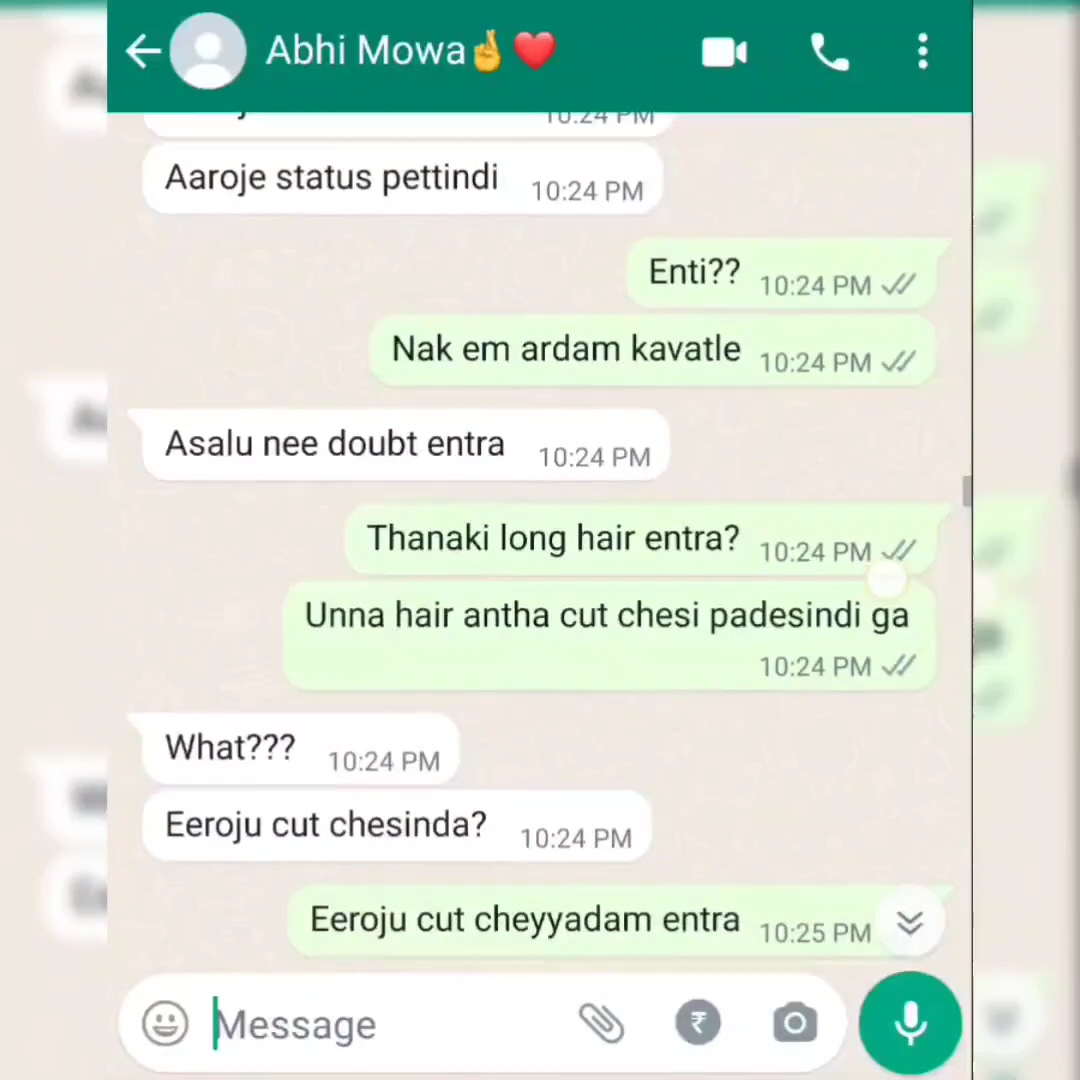 Abhi Mowa🤞❤️
10:24 PM
Aaroje status pettindi 10:24 PM
Enti?? 10:24 PM
Nak em ardam kavatle 10:24 PM
Asalu nee doubt entra 10:24 PM
Thanaki long hair entra? 10:24 PM
Unna hair antha cut chesi padesindi ga
10:24 PM
What??? 10:24 PM
Eeroju cut chesinda? 10:24 PM
Eeroju cut cheyyadam entra 10:25 PM
Message